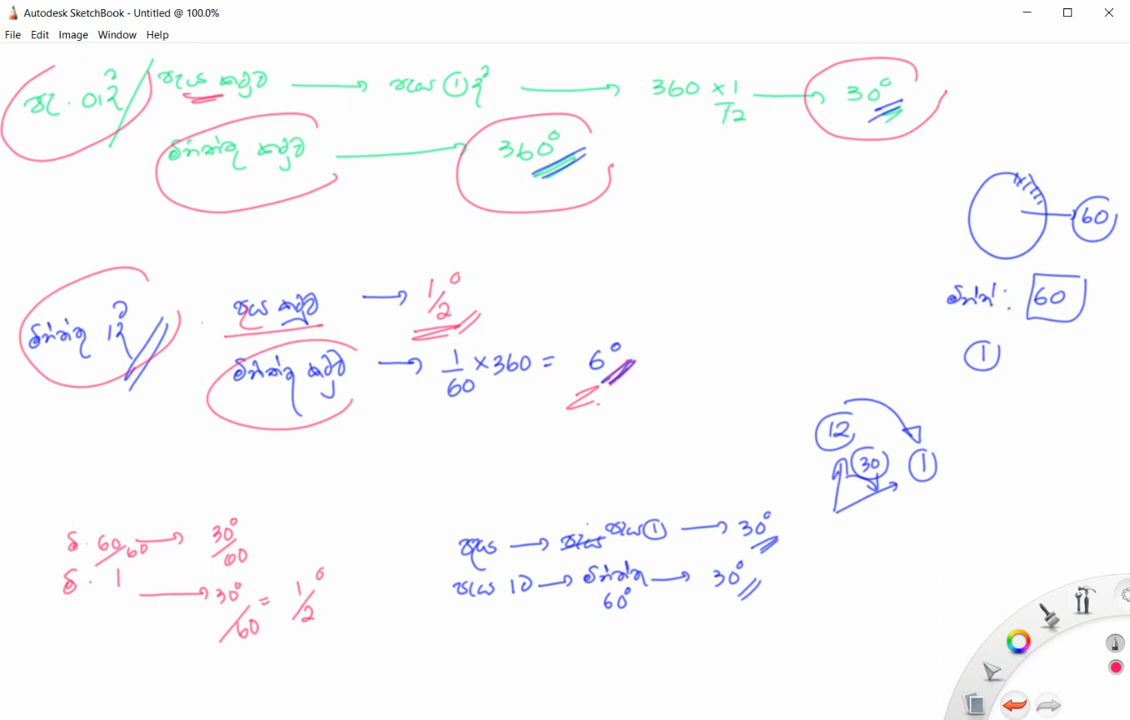 Autodesk SketchBook - Untitled @ 100.0%
File Edit Image Window Help
පැ. 01දී පැය කටුව → පැය ①දී → 360 × 1/12 → 30°
මිනිත්තු කටුව → 360°
60
මිනිත්තු 1දී පැය කටුව → 1/2°
60
මිනිත්තු කටුව → 1/60 × 360 = 6°
①
12
30 ①
60/60 → 30°/60
1 → 30°/60 = 1/2°
පැය → පැය ① → 30°
පැය → මිනිත්තු 60 → 30°